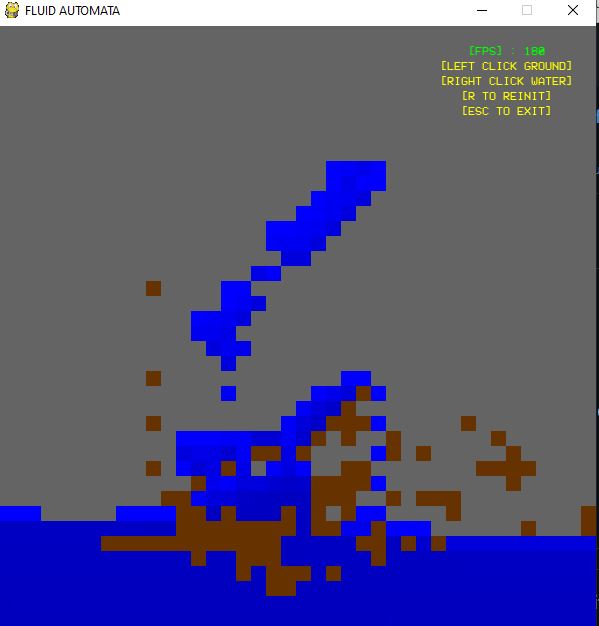 FLUID AUTOMATA
[FPS] : 180
[LEFT CLICK GROUND]
[RIGHT CLICK WATER]
[R TO REINIT]
[ESC TO EXIT]